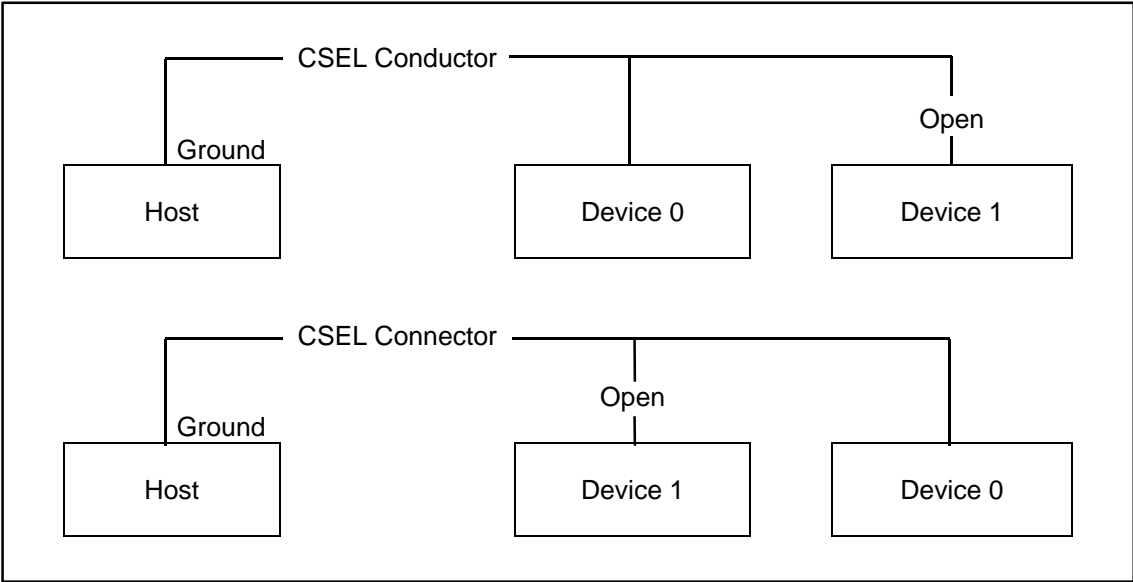 CSEL Conductor
Open
Ground
Host
Device 0
Device 1
CSEL Connector
Open
Ground
Host
Device 1
Device 0